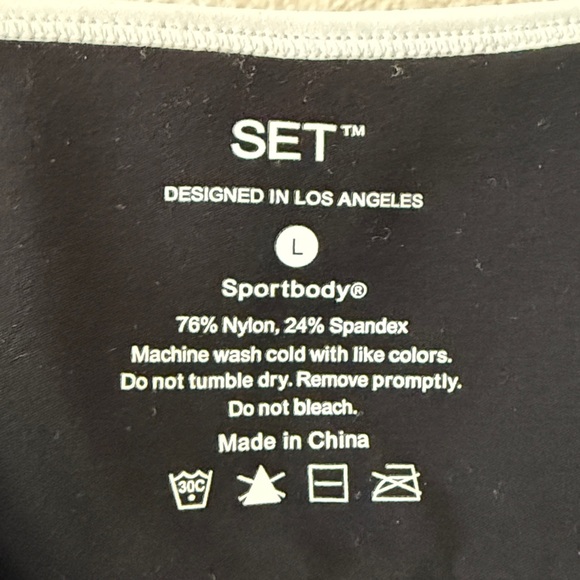 SET™
DESIGNED IN LOS ANGELES
L
Sportbody®
76% Nylon, 24% Spandex
Machine wash cold with like colors.
Do not tumble dry. Remove promptly.
Do not bleach.
Made in China
30C